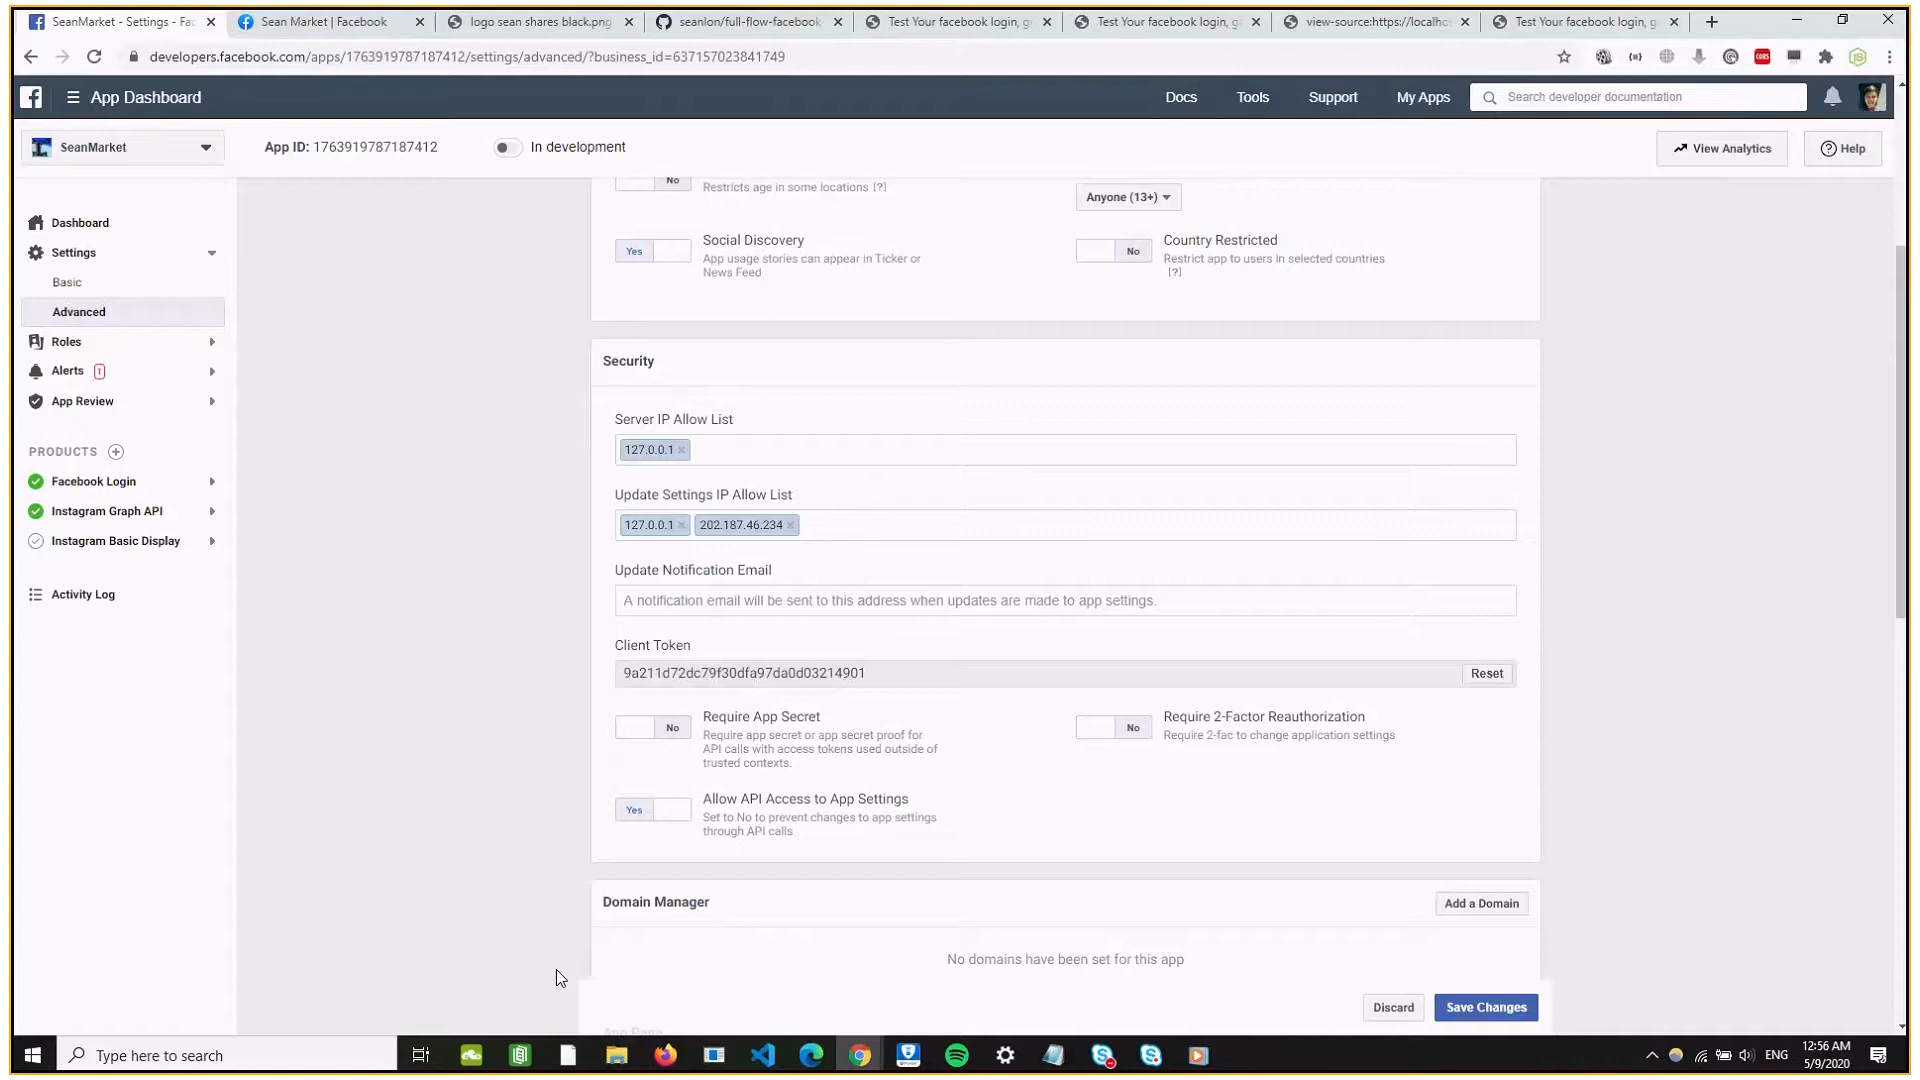 SeanMarket - Settings - Fac
Sean Market | Facebook
logo sean shares black.png
seanlon/full-flow-facebook-
Test Your facebook login, g
Test Your facebook login, g
view-source:https://localhos
Test Your facebook login, g
developers.facebook.com/apps/1763919787187412/settings/advanced/?business_id=637157023841749
App Dashboard
Docs
Tools
Support
My Apps
Search developer documentation
SeanMarket
App ID: 1763919787187412
In development
View Analytics
Help
Dashboard
Settings
Basic
Advanced
Roles
Alerts 1
App Review
PRODUCTS
Facebook Login
Instagram Graph API
Instagram Basic Display
Activity Log
No
Restricts age in some locations [?]
Anyone (13+)
Yes
Social Discovery
App usage stories can appear in Ticker or
News Feed
No
Country Restricted
Restrict app to users in selected countries
[?]
Security
Server IP Allow List
127.0.0.1
Update Settings IP Allow List
127.0.0.1 202.187.46.234
Update Notification Email
A notification email will be sent to this address when updates are made to app settings.
Client Token
9a211d72dc79f30dfa97da0d03214901
Reset
No
Require App Secret
Require app secret or app secret proof for
API calls with access tokens used outside of
trusted contexts.
No
Require 2-Factor Reauthorization
Require 2-fac to change application settings
Yes
Allow API Access to App Settings
Set to No to prevent changes to app settings
through API calls
Domain Manager
Add a Domain
No domains have been set for this app
Discard
Save Changes
App Page
Type here to search
ENG
12:56 AM
5/9/2020